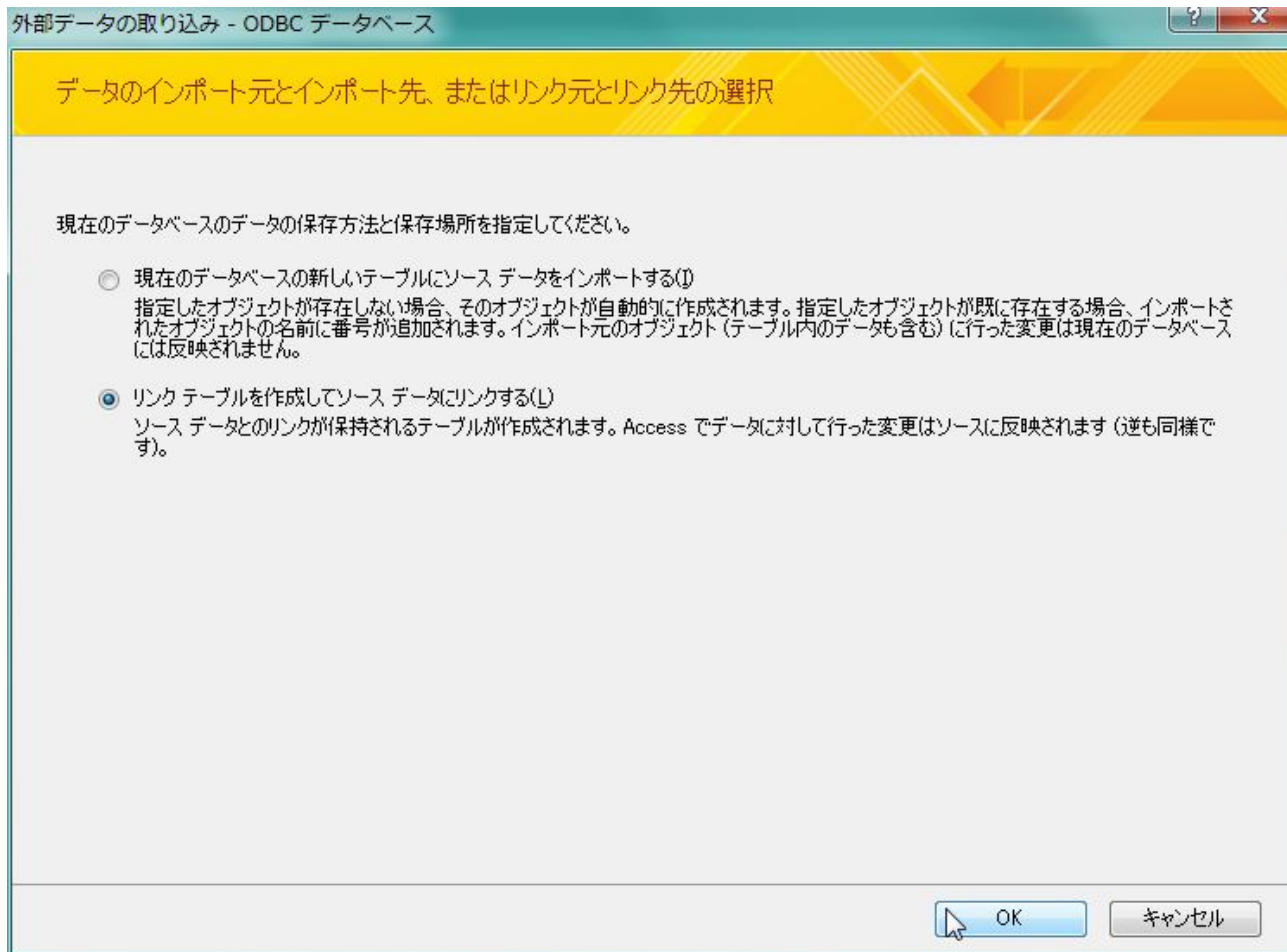 外部データの取り込み - ODBC データベース
? X
データのインポート元とインポート先、またはリンク元とリンク先の選択
現在のデータベースのデータの保存方法と保存場所を指定してください。
現在のデータベースの新しいテーブルにソース データをインポートする(I)
指定したオブジェクトが存在しない場合、そのオブジェクトが自動的に作成されます。指定したオブジェクトが既に存在する場合、インポートさ
れたオブジェクトの名前に番号が追加されます。インポート元のオブジェクト (テーブル内のデータも含む) に行った変更は現在のデータベース
には反映されません。
リンク テーブルを作成してソース データにリンクする(L)
ソース データとのリンクが保持されるテーブルが作成されます。Access でデータに対して行った変更はソースに反映されます (逆も同様で
す)。
OK キャンセル